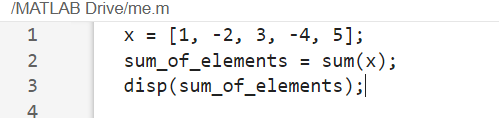 /MATLAB Drive/me.m
1 x = [1, -2, 3, -4, 5];
2 sum_of_elements = sum(x);
3 disp(sum_of_elements);
4